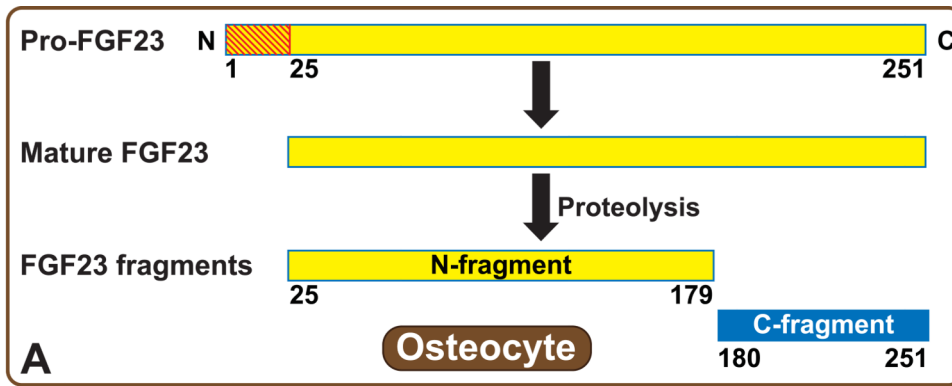 Pro-FGF23 N C
1 25 251
Mature FGF23
Proteolysis
FGF23 fragments N-fragment
25 179
C-fragment
180 251
Osteocyte
A